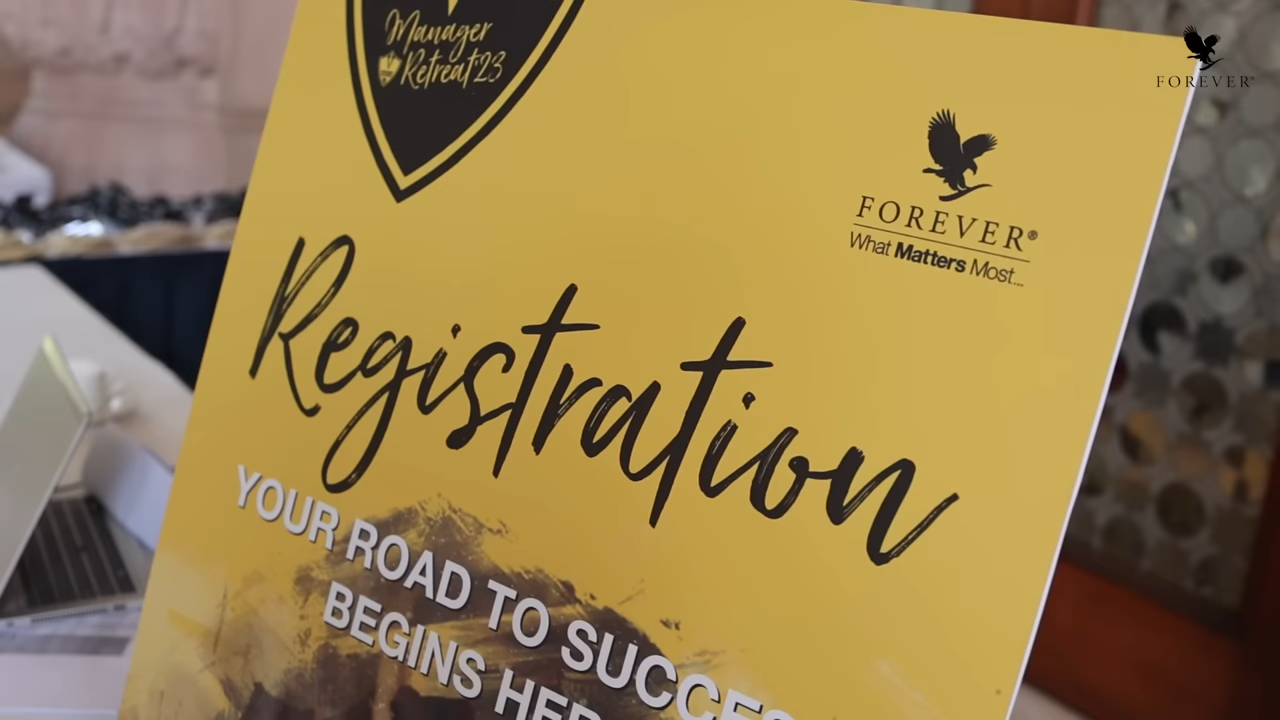 Manager
Retreat'23
FOREVER
FOREVER®
What Matters Most...
Registration
YOUR ROAD TO
BEGINS